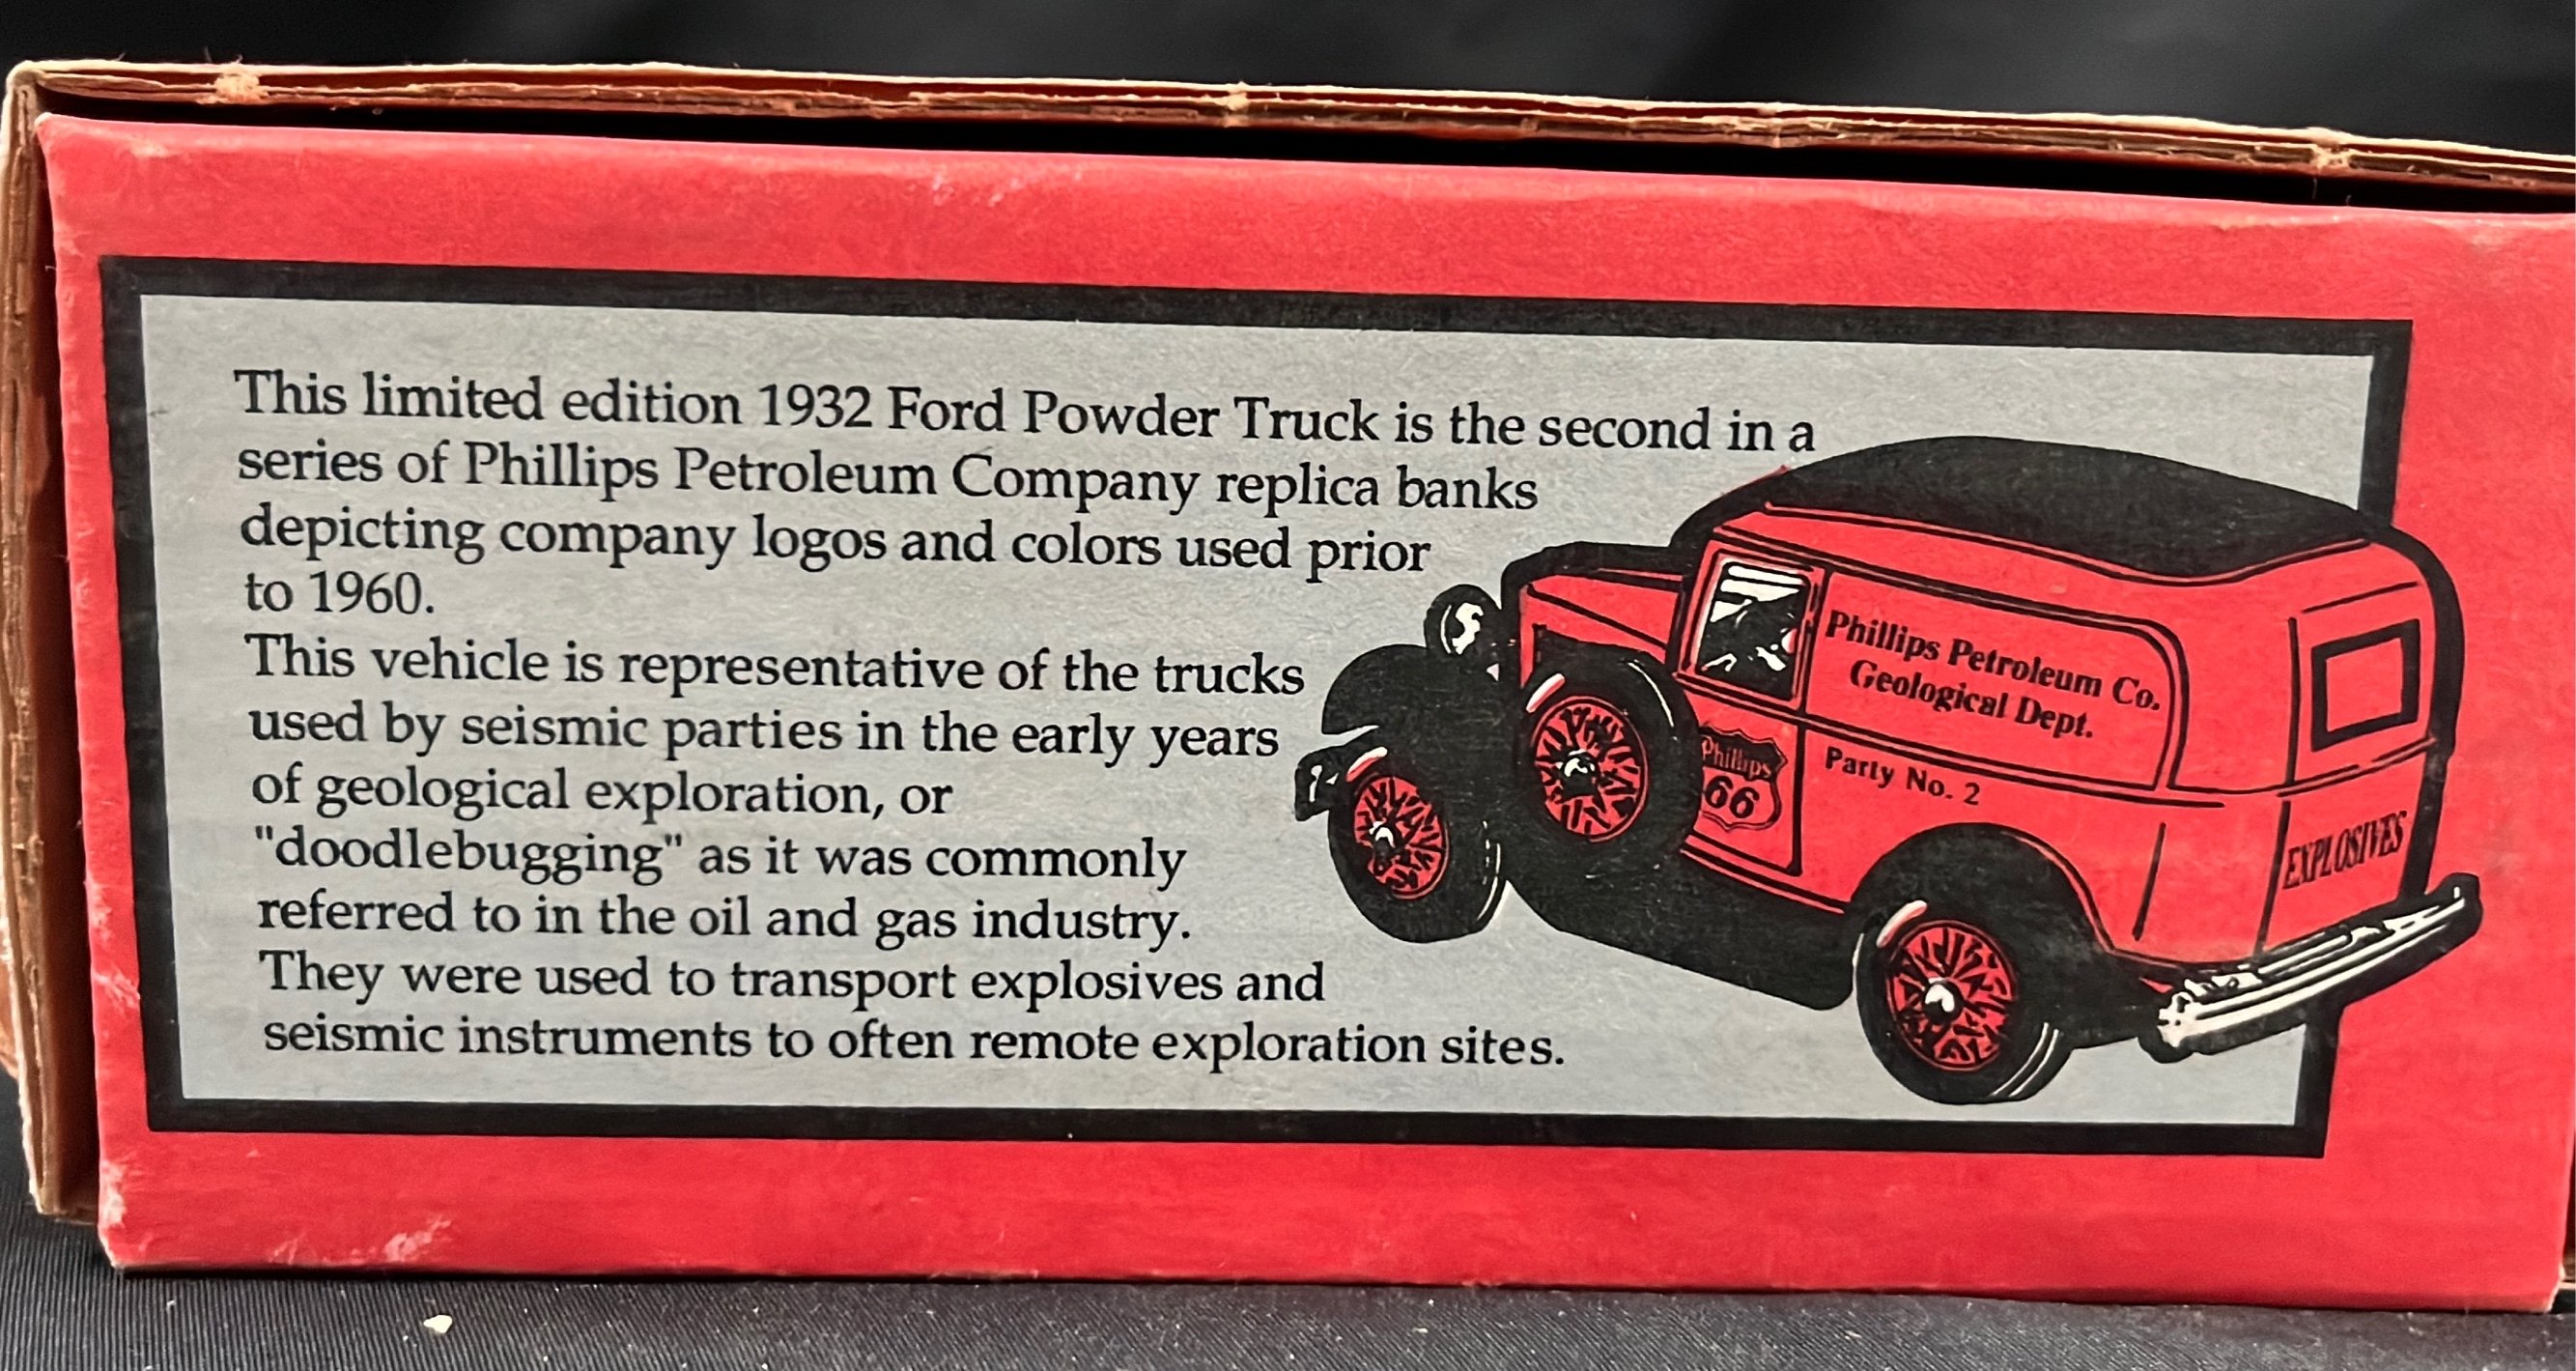 This limited edition 1932 Ford Powder Truck is the second in a
series of Phillips Petroleum Company replica banks
depicting company logos and colors used prior
to 1960.
This vehicle is representative of the trucks
used by seismic parties in the early years
of geological exploration, or
"doodlebugging" as it was commonly
referred to in the oil and gas industry.
They were used to transport explosives and
seismic instruments to often remote exploration sites.
Phillips Petroleum Co.
Geological Dept.
Party No. 2
Phillips
66
EXPLOSIVES